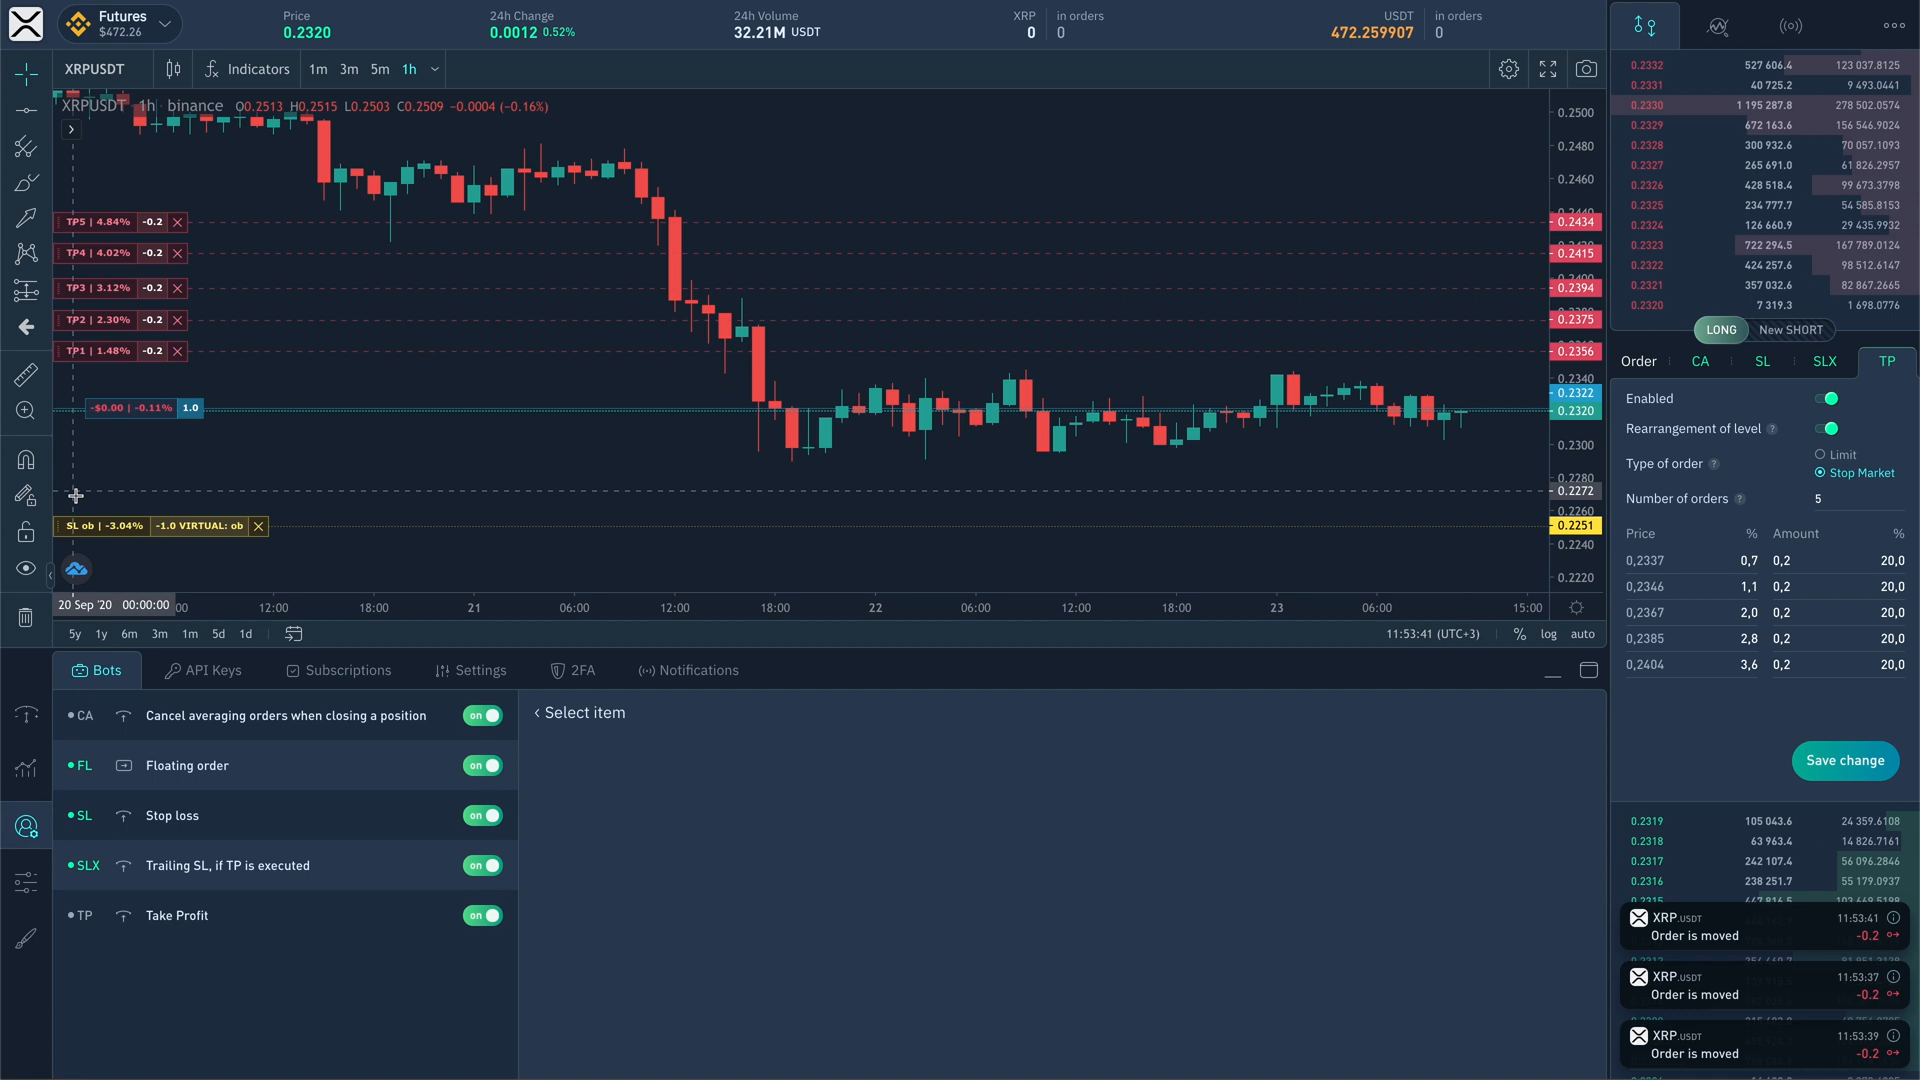 Futures
$472.26
Price
0.2320
24h Change
0.0012 0.52%
24h Volume
32.21M USDT
XRP
0
in orders
0
USDT
472.259907
in orders
0
XRPUSDT
Indicators
1m 3m 5m 1h
XRPUSDT 1h binance O0.2513 H0.2515 L0.2503 C0.2509 −0.0004 (−0.16%)
0.2500
0.2480
0.2460
TP5 | 4.84% -0.2
0.2434
TP4 | 4.02% -0.2
0.2415
TP3 | 3.12% -0.2
0.2394
TP2 | 2.30% -0.2
0.2375
TP1 | 1.48% -0.2
0.2356
0.2340
0.2322
-$0.00 | -0.11% 1.0
0.2320
0.2300
0.2280
0.2272
0.2260
SL ob | -3.04% -1.0 VIRTUAL: ob
0.2251
0.2240
0.2220
20 Sep '20 00:00:00
12:00 18:00 21 06:00 12:00 18:00 22 06:00 12:00 18:00 23 06:00 15:00
5y 1y 6m 3m 1m 5d 1d
11:53:41 (UTC+3) % log auto
Bots
API Keys
Subscriptions
Settings
2FA
Notifications
CA Cancel averaging orders when closing a position on
FL Floating order on
SL Stop loss on
SLX Trailing SL, if TP is executed on
TP Take Profit on
< Select item
0.2332 527 606.4 123 037.8125
0.2331 40 725.2 9 493.0441
0.2330 1 195 287.8 278 502.0574
0.2329 672 163.6 156 546.9024
0.2328 300 932.6 70 057.1093
0.2327 265 691.0 61 826.2957
0.2326 428 518.4 99 673.3798
0.2325 234 777.7 54 585.8153
0.2324 126 660.9 29 435.9932
0.2323 722 294.5 167 789.0124
0.2322 424 257.6 98 512.6147
0.2321 357 032.6 82 867.2665
0.2320 7 319.3 1 698.0776
LONG New SHORT
Order CA SL SLX TP
Enabled
Rearrangement of level ?
Type of order ?
Limit
Stop Market
Number of orders ? 5
Price % Amount %
0,2337 0,7 0,2 20,0
0,2346 1,1 0,2 20,0
0,2367 2,0 0,2 20,0
0,2385 2,8 0,2 20,0
0,2404 3,6 0,2 20,0
Save change
0.2319 105 043.6 24 359.6108
0.2318 63 963.4 14 826.7161
0.2317 242 107.4 56 096.2846
0.2316 238 251.7 55 179.0937
XRP.USDT 11:53:41
Order is moved -0.2
XRP.USDT 11:53:37
Order is moved -0.2
XRP.USDT 11:53:39
Order is moved -0.2